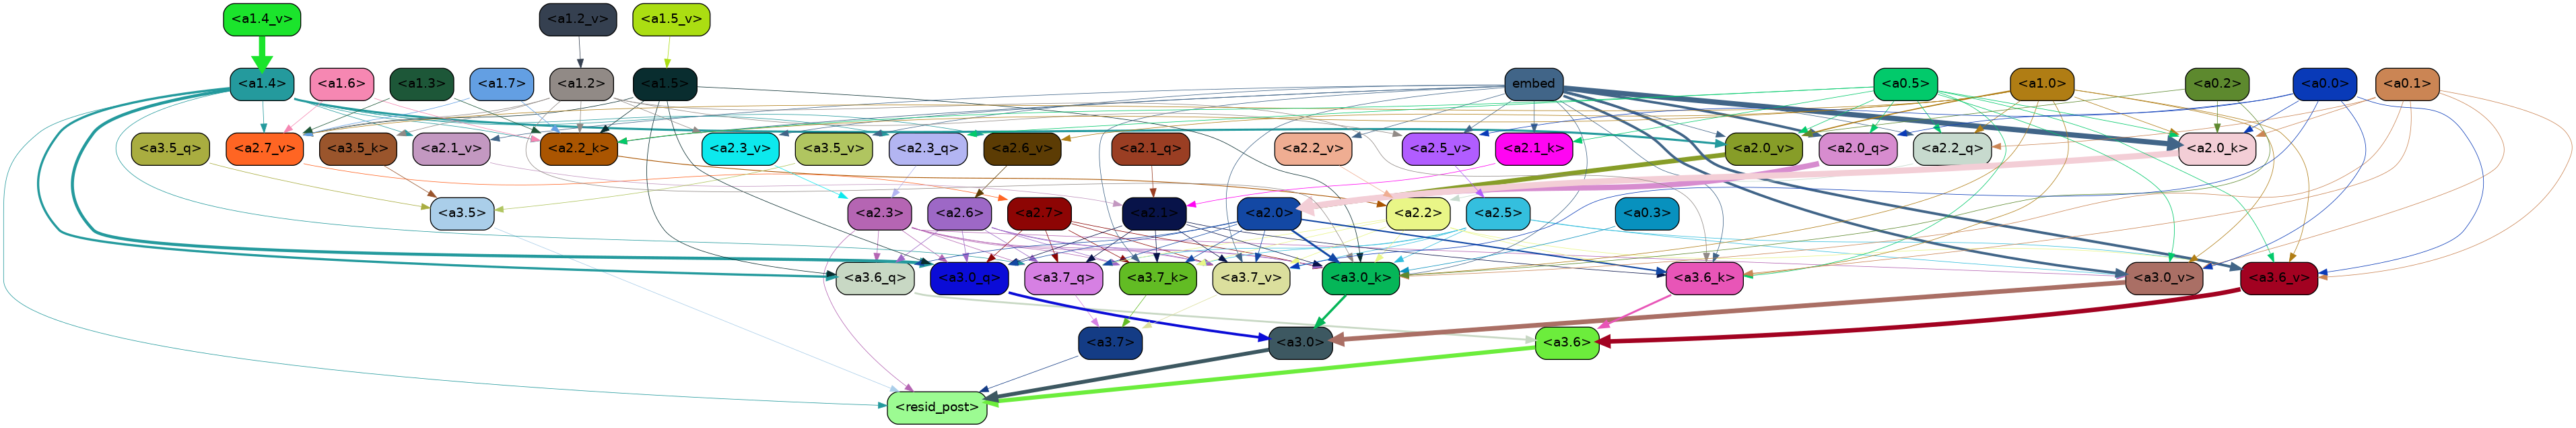 <a1.4_v> <a1.2_v> <a1.5_v>
<a1.4> <a1.6> <a1.3> <a1.7> <a1.2> <a1.5> embed <a0.5> <a1.0> <a0.2> <a0.0> <a0.1>
<a3.5_q> <a2.7_v> <a3.5_k> <a2.1_v> <a2.2_k> <a2.3_v> <a3.5_v> <a2.3_q> <a2.6_v> <a2.1_q> <a2.2_v> <a2.5_v> <a2.1_k> <a2.0_v> <a2.0_q> <a2.2_q> <a2.0_k>
<a3.5> <a2.3> <a2.6> <a2.7> <a2.1> <a2.0> <a2.2> <a2.5> <a0.3>
<a3.6_q> <a3.0_q> <a3.7_q> <a3.7_k> <a3.7_v> <a3.0_k> <a3.6_k> <a3.0_v> <a3.6_v>
<a3.7> <a3.0> <a3.6>
<resid_post>